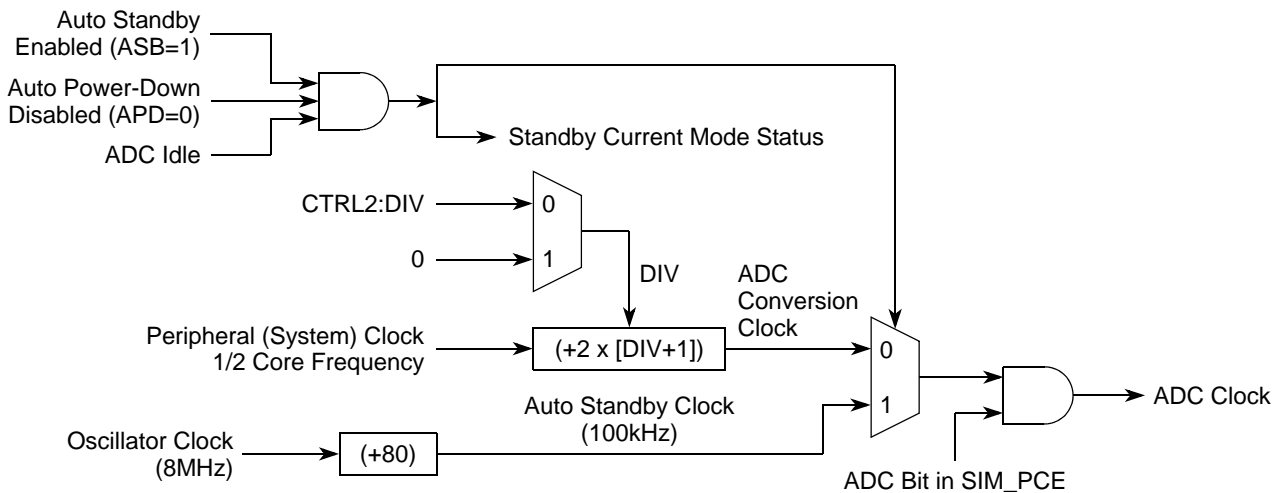 Auto Standby
Enabled (ASB=1)
Auto Power-Down
Disabled (APD=0)
ADC Idle
Standby Current Mode Status
CTRL2:DIV
0
0
1
DIV
ADC
Conversion
Clock
Peripheral (System) Clock
1/2 Core Frequency
(+2 x [DIV+1])
0
1
Auto Standby Clock
(100kHz)
Oscillator Clock
(8MHz)
(+80)
ADC Clock
ADC Bit in SIM_PCE